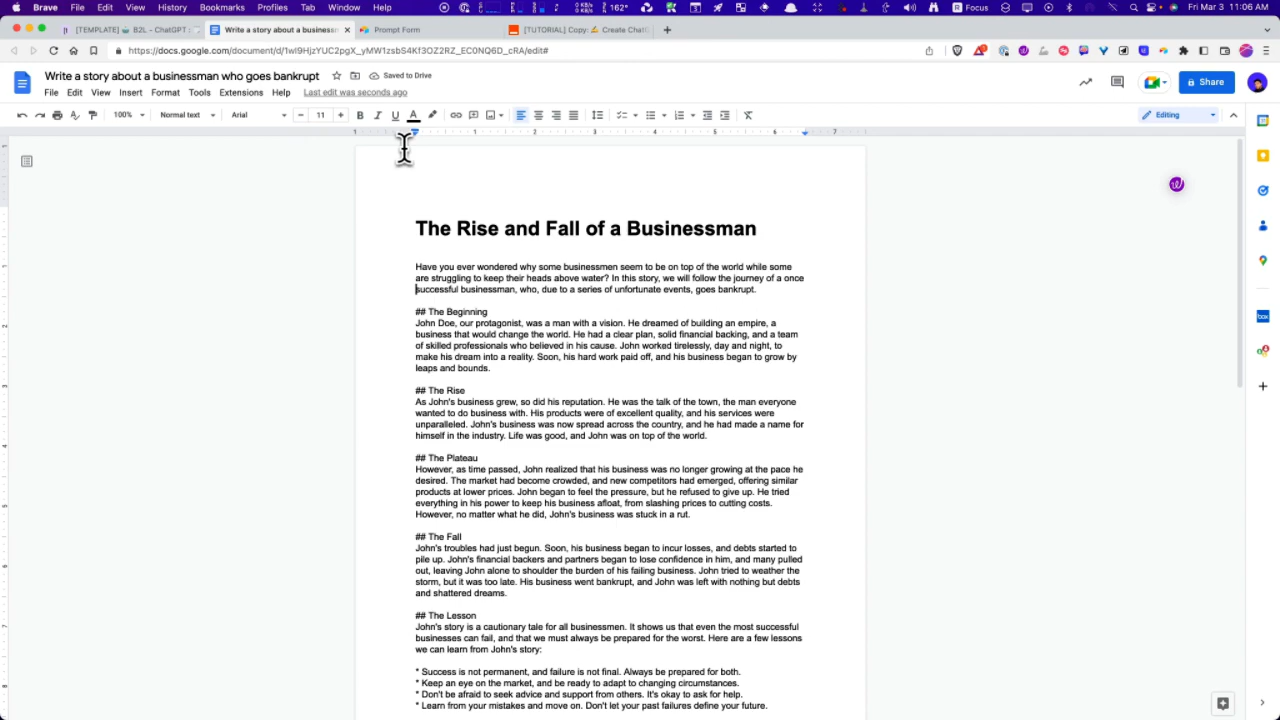 Brave File Edit View History Bookmarks Profiles Tab Window Help
[TEMPLATE] B2L - ChatGPT
Write a story about a businessm
Prompt Form
[TUTORIAL] Copy: Create Chat
https://docs.google.com/document/d/1wl9HjzYUC2pgX_yMW1zsbS4Kf3OZ2RZ_EC0NQ6D_cRA/edit#
Write a story about a businessman who goes bankrupt
Saved to Drive
File Edit View Insert Format Tools Extensions Help Last edit was seconds ago
Share
100% Normal text Arial 11 B I U A
Editing
1 1 2 3 4 5 6 7
The Rise and Fall of a Businessman
Have you ever wondered why some businessmen seem to be on top of the world while some
are struggling to keep their heads above water? In this story, we will follow the journey of a once
successful businessman, who, due to a series of unfortunate events, goes bankrupt.
## The Beginning
John Doe, our protagonist, was a man with a vision. He dreamed of building an empire, a
business that would change the world. He had a clear plan, solid financial backing, and a team
of skilled professionals who believed in his cause. John worked tirelessly, day and night, to
make his dream into a reality. Soon, his hard work paid off, and his business began to grow by
leaps and bounds.
## The Rise
As John's business grew, so did his reputation. He was the talk of the town, the man everyone
wanted to do business with. His products were of excellent quality, and his services were
unparalleled. John's business was now spread across the country, and he had made a name for
himself in the industry. Life was good, and John was on top of the world.
## The Plateau
However, as time passed, John realized that his business was no longer growing at the pace he
desired. The market had become crowded, and new competitors had emerged, offering similar
products at lower prices. John began to feel the pressure, but he refused to give up. He tried
everything in his power to keep his business afloat, from slashing prices to cutting costs.
However, no matter what he did, John's business was stuck in a rut.
## The Fall
John's troubles had just begun. Soon, his business began to incur losses, and debts started to
pile up. John's financial backers and partners began to lose confidence in him, and many pulled
out, leaving John alone to shoulder the burden of his failing business. John tried to weather the
storm, but it was too late. His business went bankrupt, and John was left with nothing but debts
and shattered dreams.
## The Lesson
John's story is a cautionary tale for all businessmen. It shows us that even the most successful
businesses can fail, and that we must always be prepared for the worst. Here are a few lessons
we can learn from John's story:
* Success is not permanent, and failure is not final. Always be prepared for both.
* Keep an eye on the market, and be ready to adapt to changing circumstances.
* Don't be afraid to seek advice and support from others. It's okay to ask for help.
* Learn from your mistakes and move on. Don't let your past failures define your future.